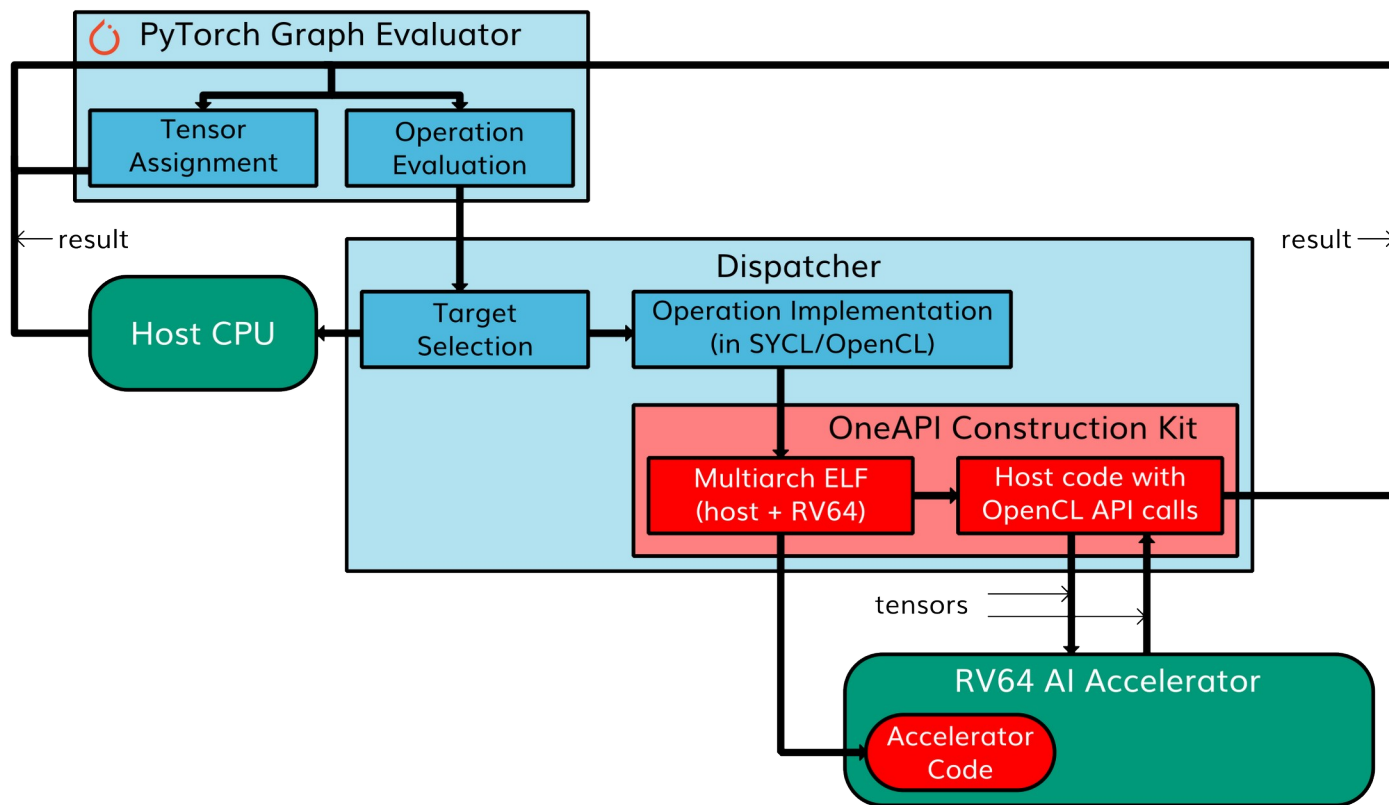 PyTorch Graph Evaluator
Tensor
Assignment
Operation
Evaluation
result
result
Dispatcher
Host CPU
Target
Selection
Operation Implementation
(in SYCL/OpenCL)
OneAPI Construction Kit
Multiarch ELF
(host + RV64)
Host code with
OpenCL API calls
tensors
RV64 AI Accelerator
Accelerator
Code